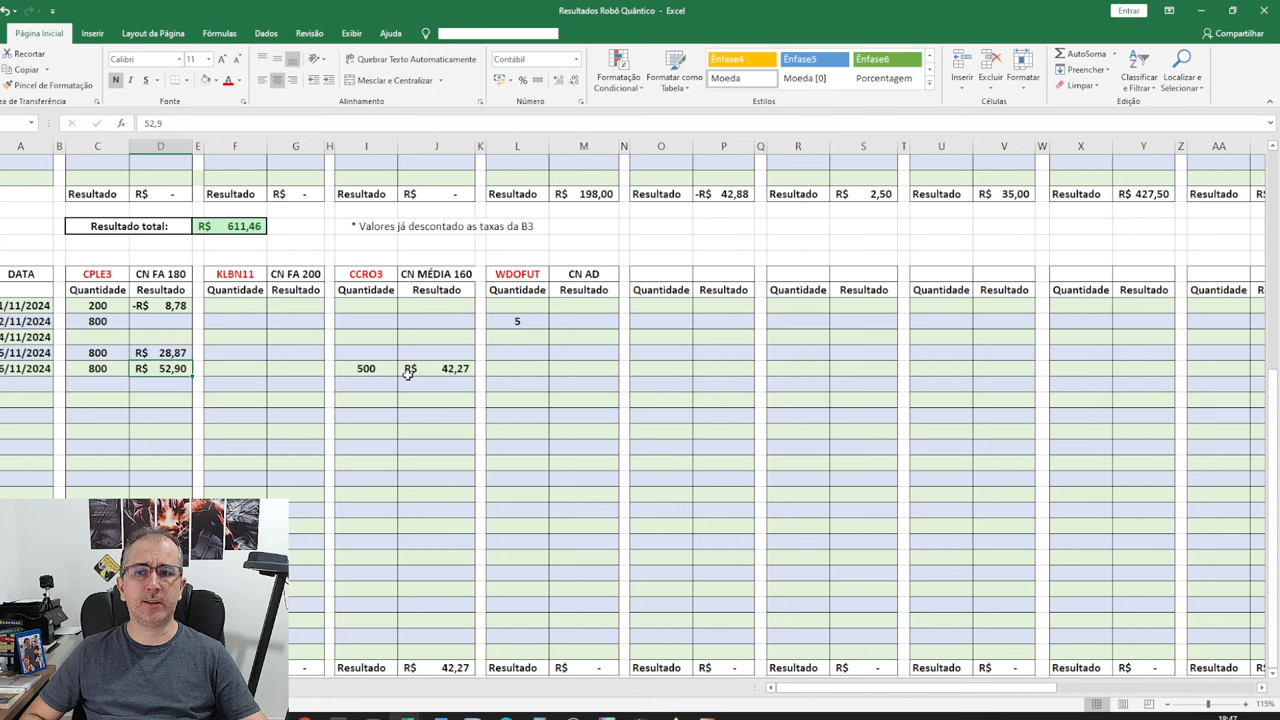 Resultados Robô Quântico - Excel
Entrar
Página Inicial Inserir Layout da Página Fórmulas Dados Revisão Exibir Ajuda Compartilhar
Recortar
Copiar
Pincel de Formatação
Calibri 11
N I S
Quebrar Texto Automaticamente
Mesclar e Centralizar
Contábil
% 000
Formatação Condicional
Formatar como Tabela
Ênfase4 Ênfase5 Ênfase6
Moeda Moeda [0] Porcentagem
Inserir Excluir Formatar
AutoSoma
Preencher
Limpar
Classificar e Filtrar
Localizar e Selecionar
a de Transferência Fonte Alinhamento Número Estilos Células Edição
fx 52,9
A B C D E F G H I J K L M N O P Q R S T U V W X Y Z AA
Resultado R$ - Resultado R$ - Resultado R$ - Resultado R$ 198,00 Resultado -R$ 42,88 Resultado R$ 2,50 Resultado R$ 35,00 Resultado R$ 427,50 Resultado R$
Resultado total: R$ 611,46 * Valores já descontado as taxas da B3
DATA CPLE3 CN FA 180 KLBN11 CN FA 200 CCRO3 CN MÉDIA 160 WDOFUT CN AD
Quantidade Resultado Quantidade Resultado Quantidade Resultado Quantidade Resultado Quantidade Resultado Quantidade Resultado Quantidade Resultado Quantidade Resultado Quantidade
1/11/2024 200 -R$ 8,78
2/11/2024 800 5
4/11/2024
5/11/2024 800 R$ 28,87
6/11/2024 800 R$ 52,90 500 R$ 42,27
- Resultado R$ 42,27 Resultado R$ - Resultado R$ - Resultado R$ - Resultado R$ - Resultado R$ - Resultado R$
115%
18:47